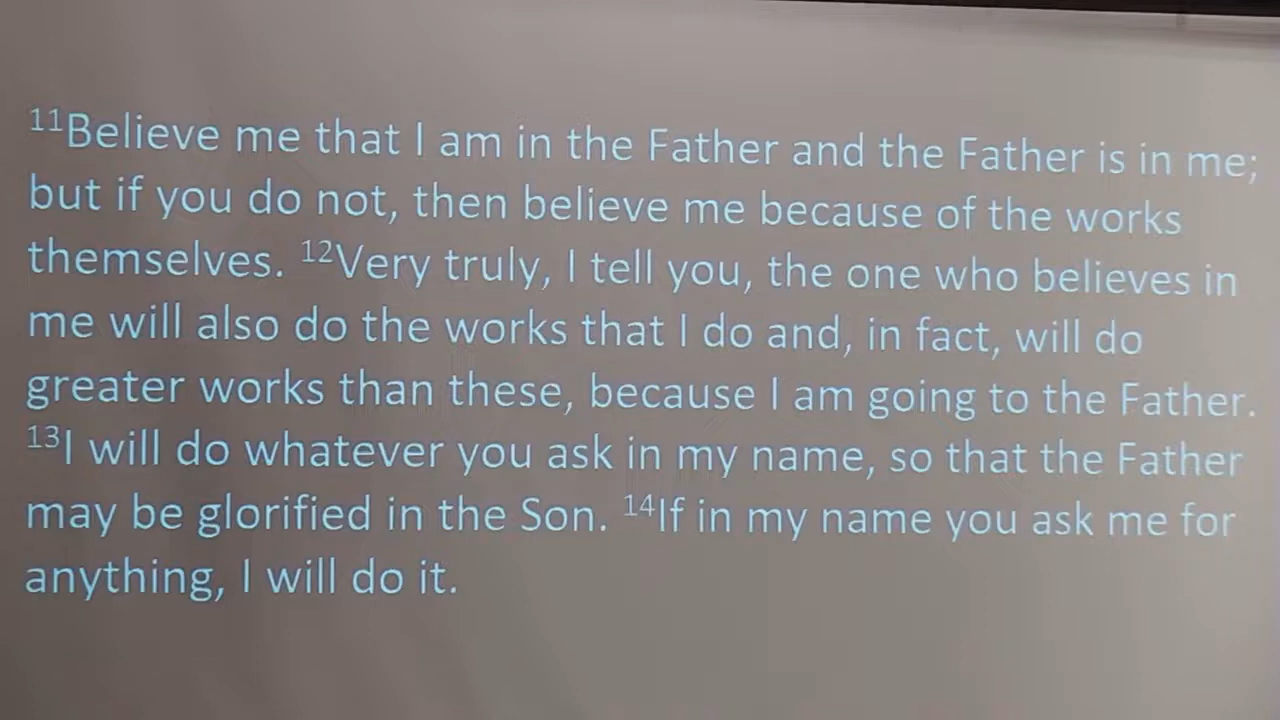 ¹¹Believe me that I am in the Father and the Father is in me;
but if you do not, then believe me because of the works
themselves. ¹²Very truly, I tell you, the one who believes in
me will also do the works that I do and, in fact, will do
greater works than these, because I am going to the Father.
¹³I will do whatever you ask in my name, so that the Father
may be glorified in the Son. ¹⁴If in my name you ask me for
anything, I will do it.